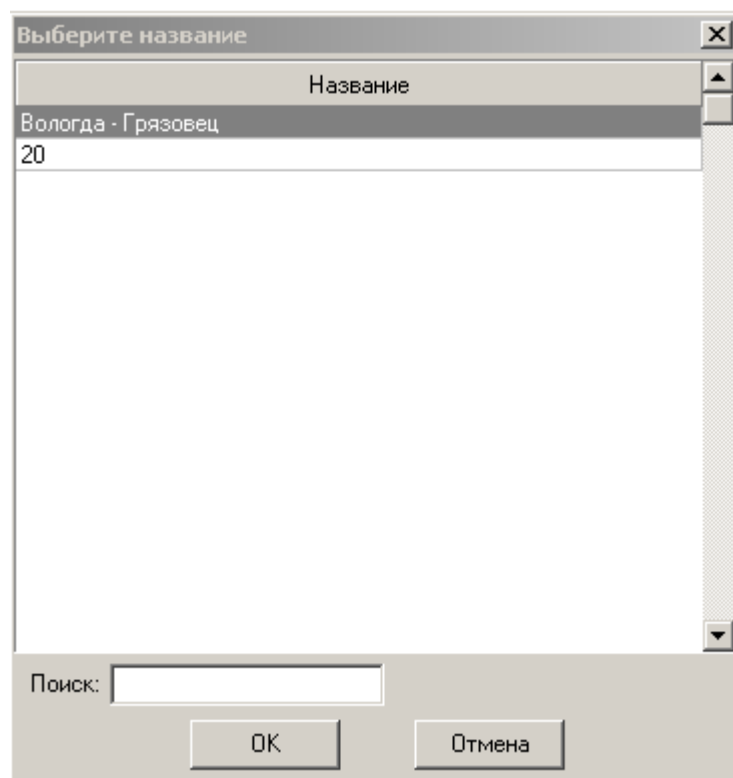 Выберите название
Название
Вологда - Грязовец
20
Поиск:
OK
Отмена